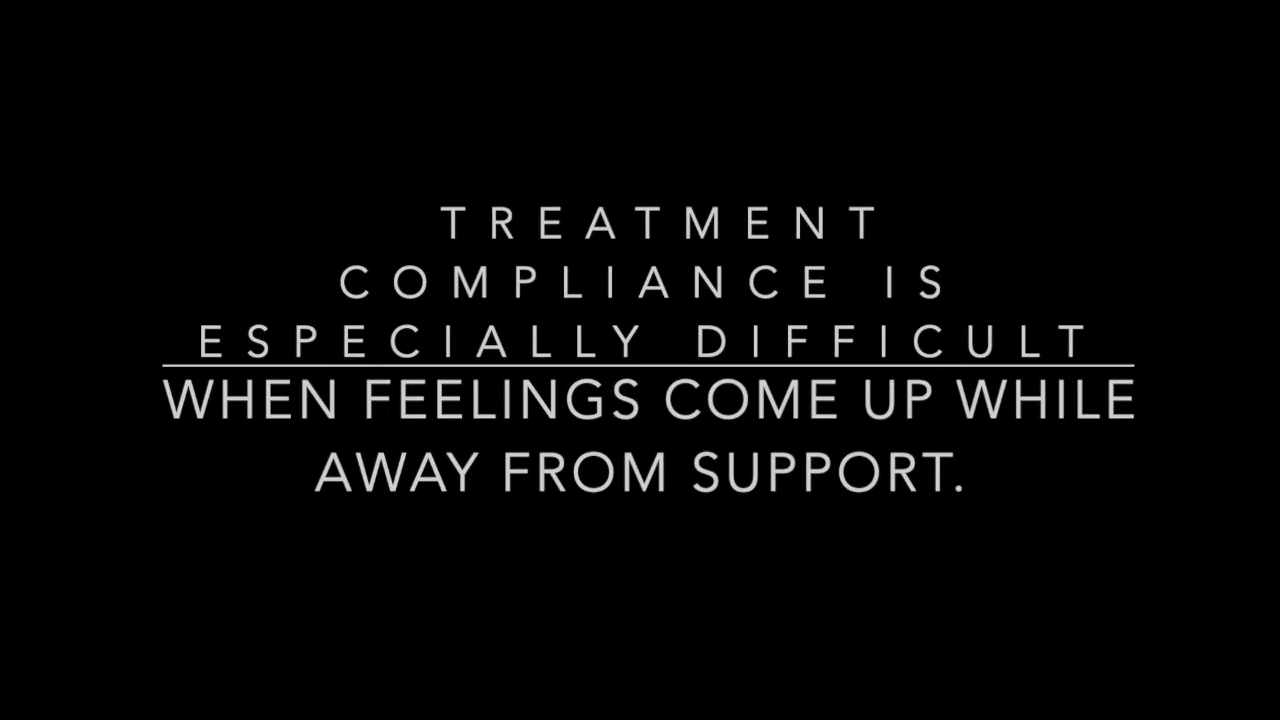 TREATMENT
COMPLIANCE IS
ESPECIALLY DIFFICULT
WHEN FEELINGS COME UP WHILE
AWAY FROM SUPPORT.